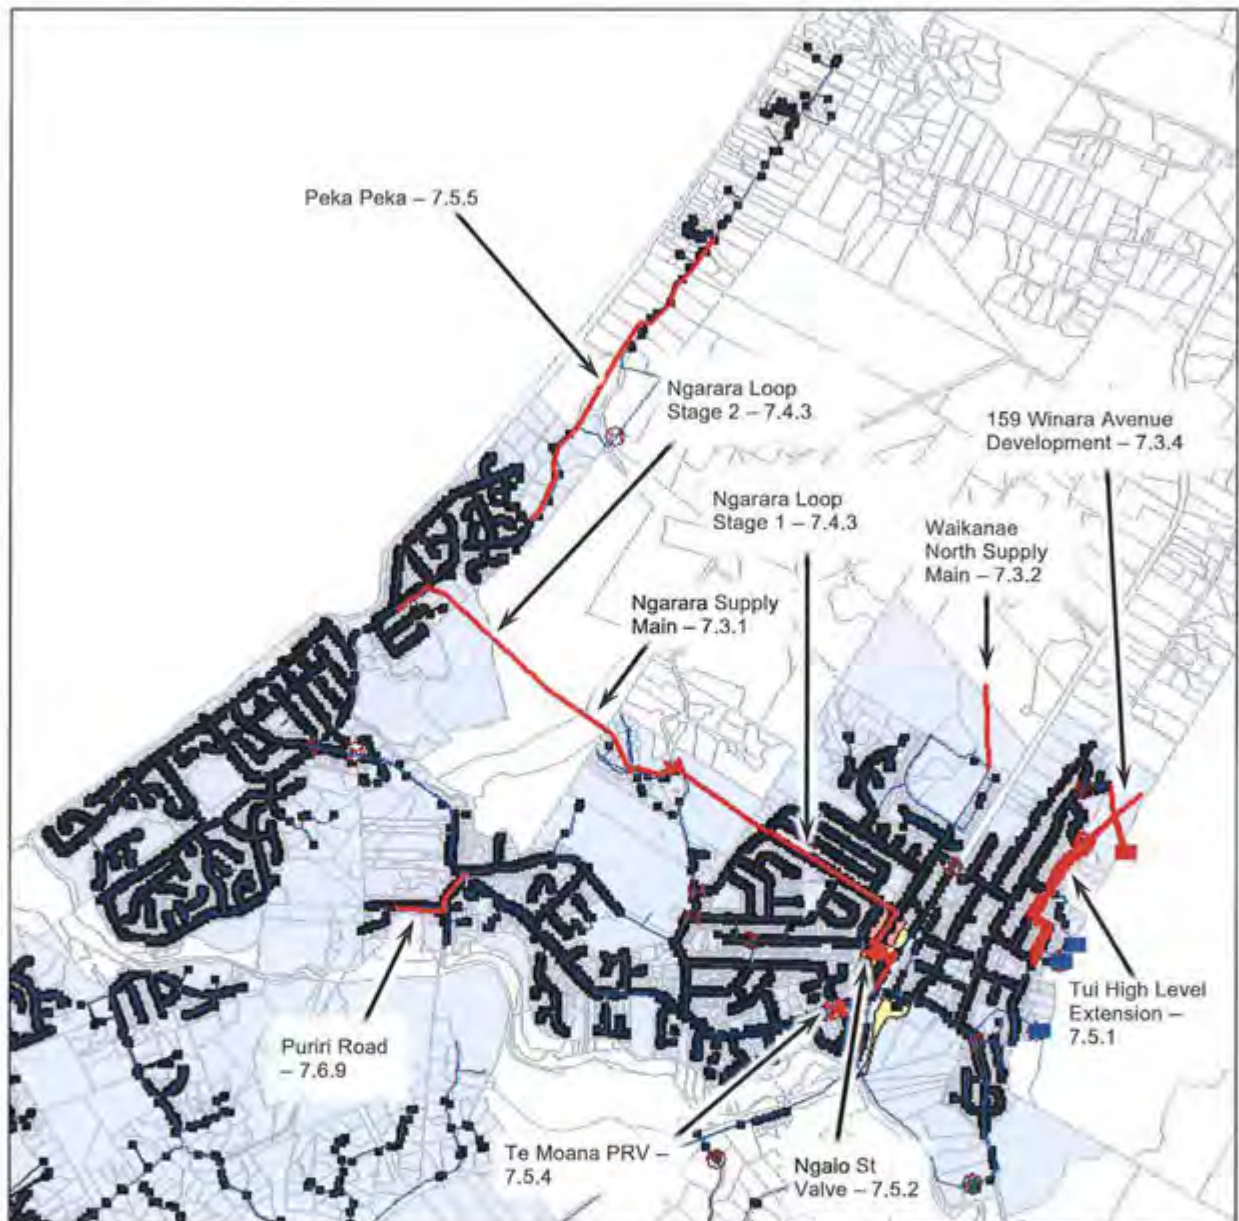 Peka Peka – 7.5.5
Ngarara Loop
Stage 2 – 7.4.3
159 Winara Avenue
Development – 7.3.4
Ngarara Loop
Stage 1 – 7.4.3
Waikanae
North Supply
Main – 7.3.2
Ngarara Supply
Main – 7.3.1
Tui High Level
Extension –
7.5.1
Puriri Road
– 7.6.9
Te Moana PRV –
7.5.4
Ngaio St
Valve – 7.5.2